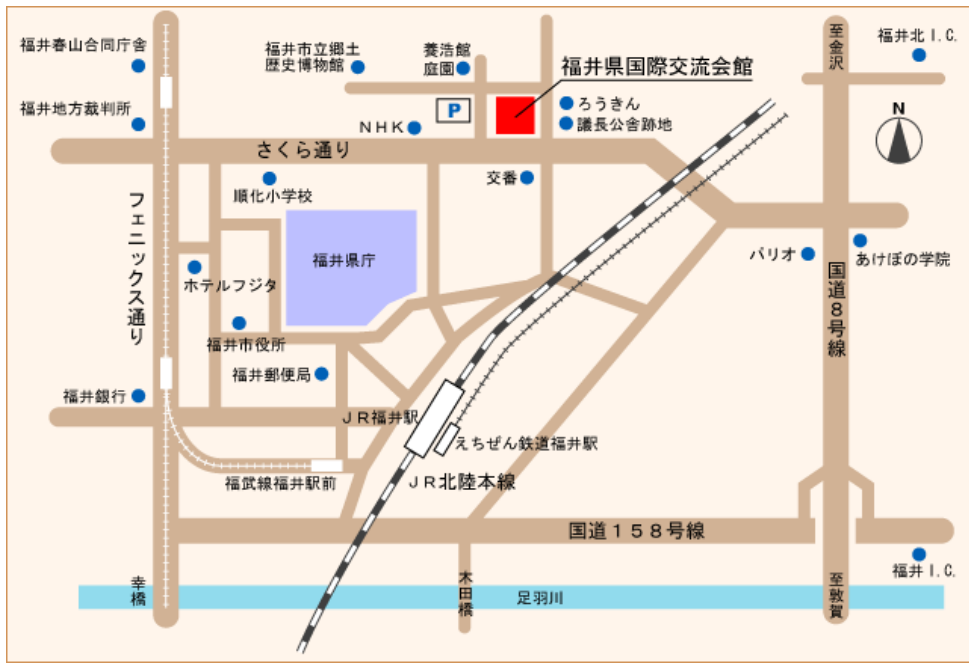 福井春山合同庁舎
福井市立郷土
歴史博物館
養浩館
庭園
福井県国際交流会館
至金沢
福井北I.C.
福井地方裁判所
P
ろうきん
NHK
議長公舎跡地
N
さくら通り
順化小学校
交番
フェニックス通り
福井県庁
バリオ
あけぼの学院
ホテルフジタ
国道8号線
福井市役所
福井郵便局
福井銀行
JR福井駅
えちぜん鉄道福井駅
福武線福井駅前
JR北陸本線
国道158号線
福井I.C.
幸橋
木田橋
足羽川
至敦賀